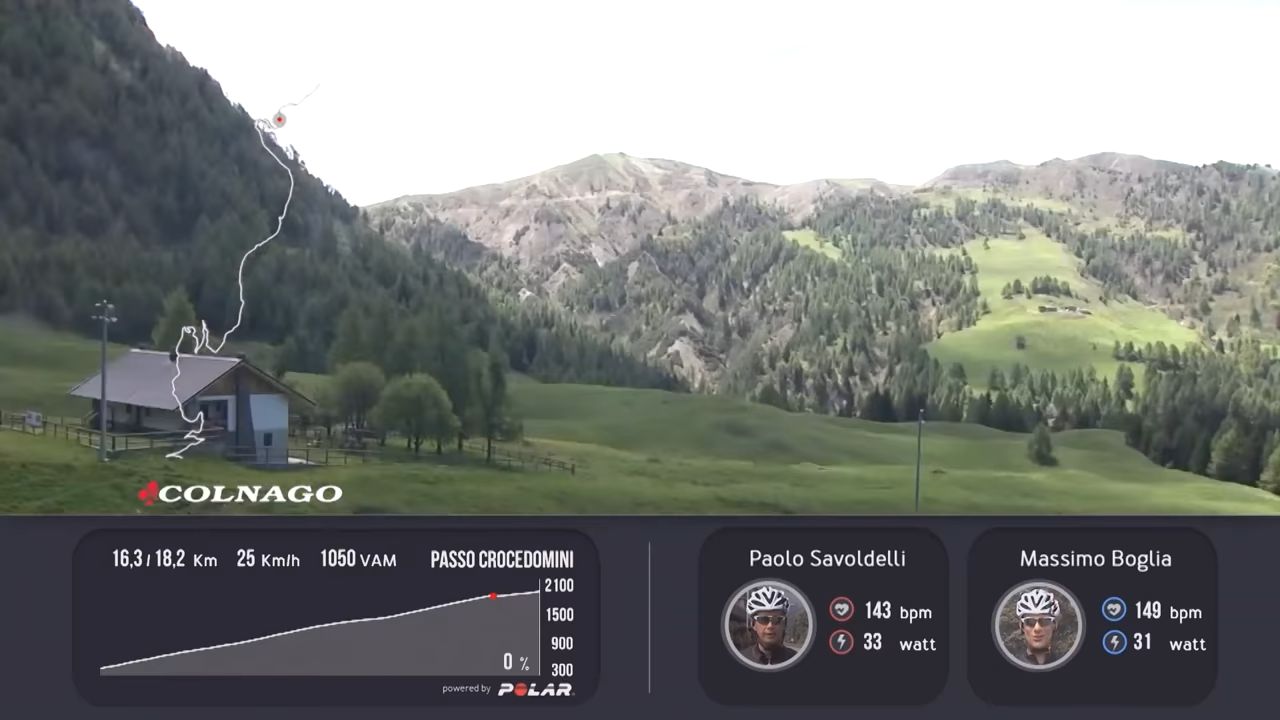 COLNAGO
16,3 / 18,2 Km 25 Km/h 1050 VAM PASSO CROCEDOMINI
2100
1500
900
300
0 %
powered by POLAR
Paolo Savoldelli
143 bpm
33 watt
Massimo Boglia
149 bpm
31 watt